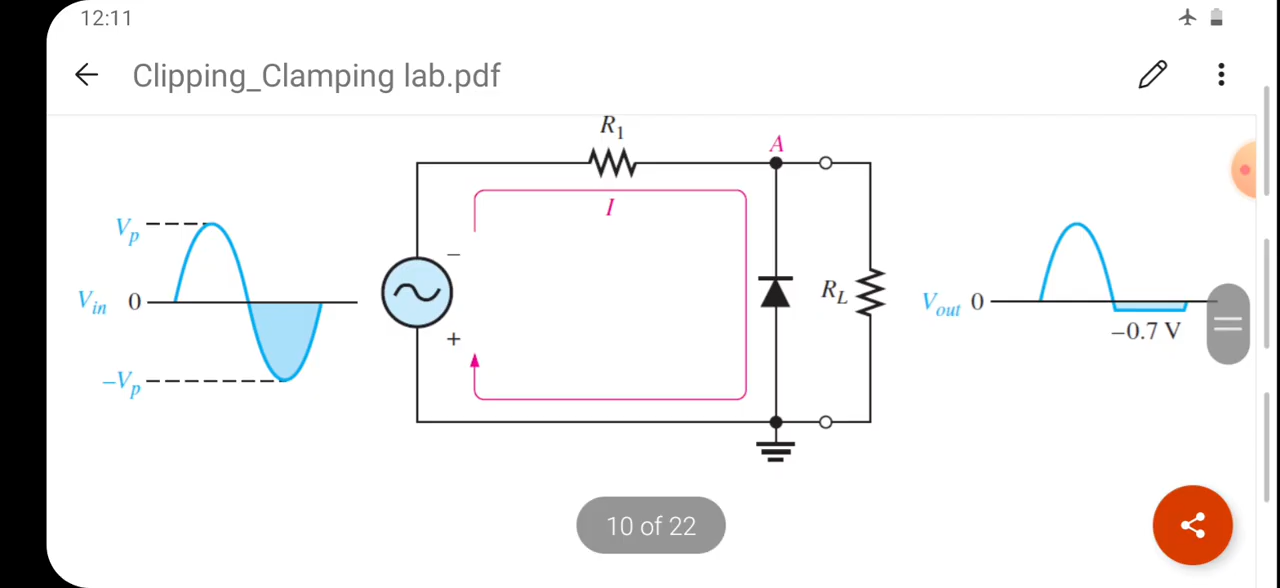 12:11
Clipping_Clamping lab.pdf
R1
A
I
Vp
Vin 0
−Vp
−
+
RL
Vout 0
−0.7 V
10 of 22